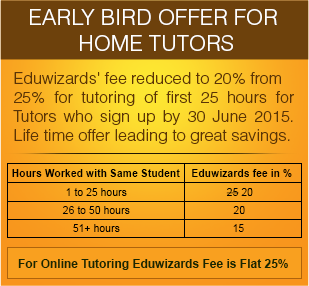 EARLY BIRD OFFER FOR
HOME TUTORS
Eduwizards' fee reduced to 20% from
25% for tutoring of first 25 hours for
Tutors who sign up by 30 June 2015.
Life time offer leading to great savings.
Hours Worked with Same Student Eduwizards fee in %
1 to 25 hours 25 20
26 to 50 hours 20
51+ hours 15
For Online Tutoring Eduwizards Fee is Flat 25%